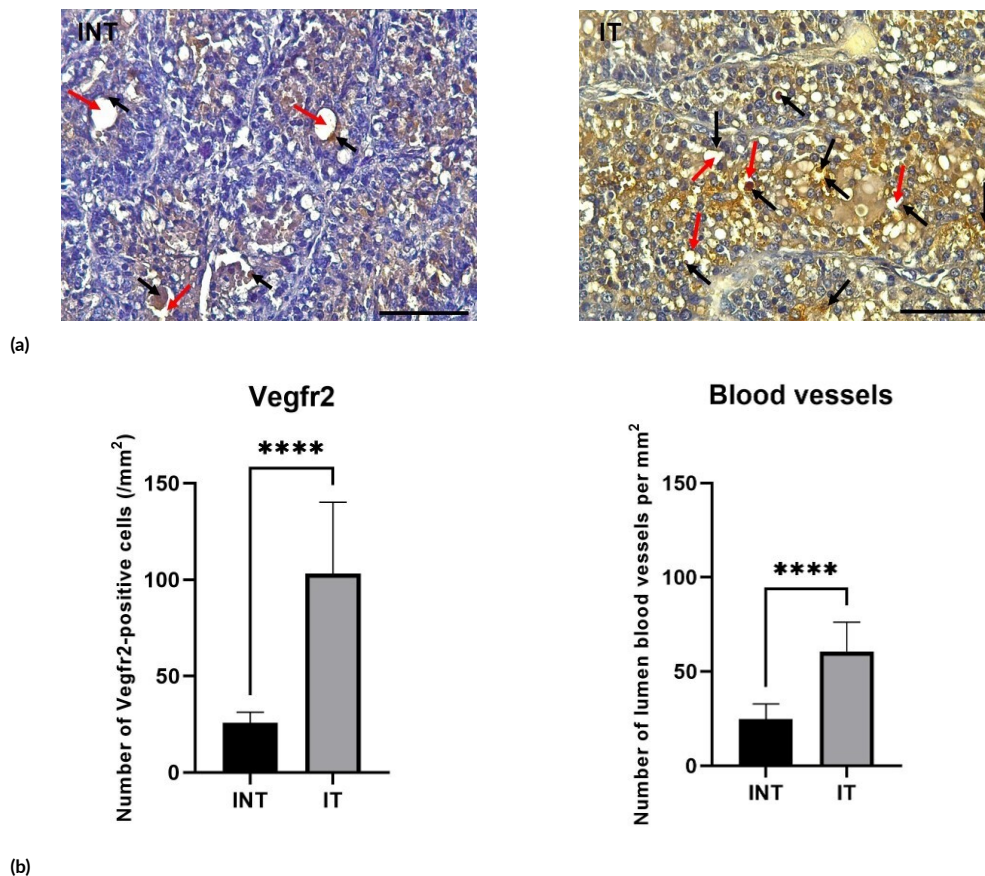 INT
IT
(a)
Vegfr2
Number of Vegfr2-positive cells (/mm²)
****
150
100
50
0
INT
IT
Blood vessels
Number of lumen blood vessels per mm²
****
150
100
50
0
INT
IT
(b)